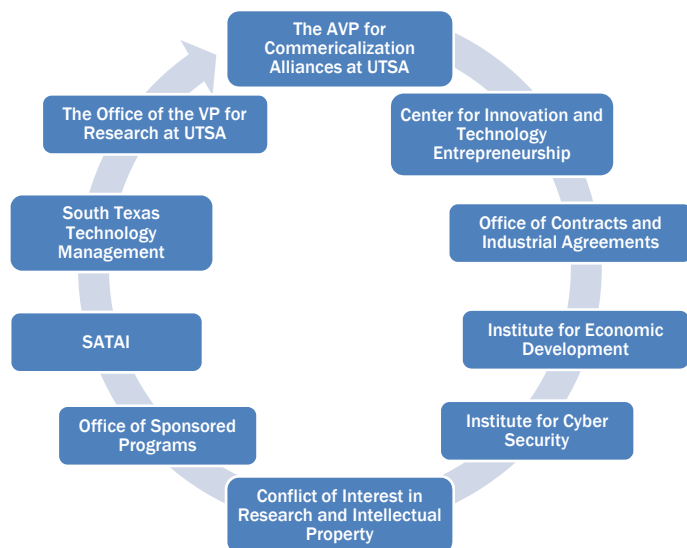 The AVP for
Commericalization
Alliances at UTSA
Center for Innovation and
Technology
Entrepreneurship
Office of Contracts and
Industrial Agreements
Institute for Economic
Development
Institute for Cyber
Security
Conflict of Interest in
Research and Intellectual
Property
Office of Sponsored
Programs
SATAI
South Texas
Technology
Management
The Office of the VP for
Research at UTSA